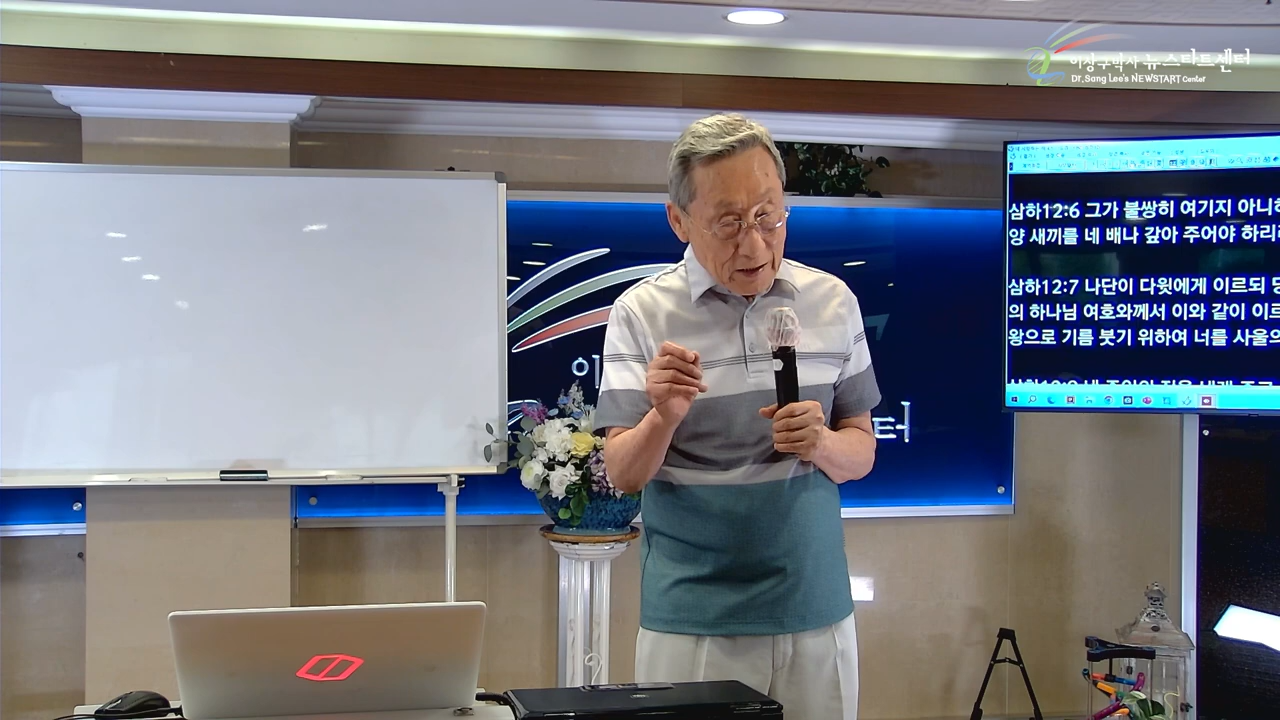 이상구박사 뉴스타트센터
Dr. Sang Lee's NEWSTART Center
삼하12:6 그가 불쌍히 여기지 아니하
양 새끼를 네 배나 갚아 주어야 하리라
삼하12:7 나단이 다윗에게 이르되
의 하나님 여호와께서 이와 같이 이르
왕으로 기름 붓기 위하여 너를 사울의
이
터